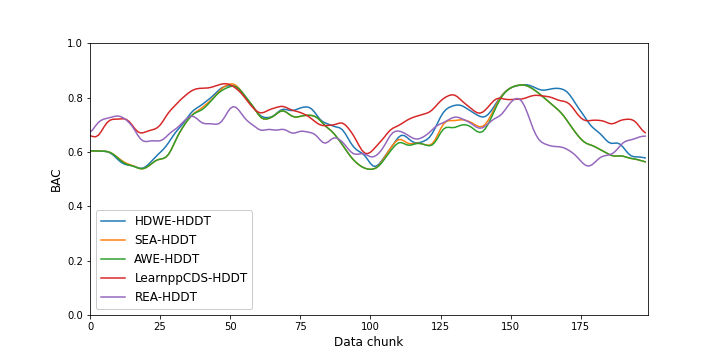 1.0
0.8
0.6
0.4
0.2
0.0
BAC
HDWE-HDDT
SEA-HDDT
AWE-HDDT
LearnppCDS-HDDT
REA-HDDT
0 25 50 75 100 125 150 175
Data chunk